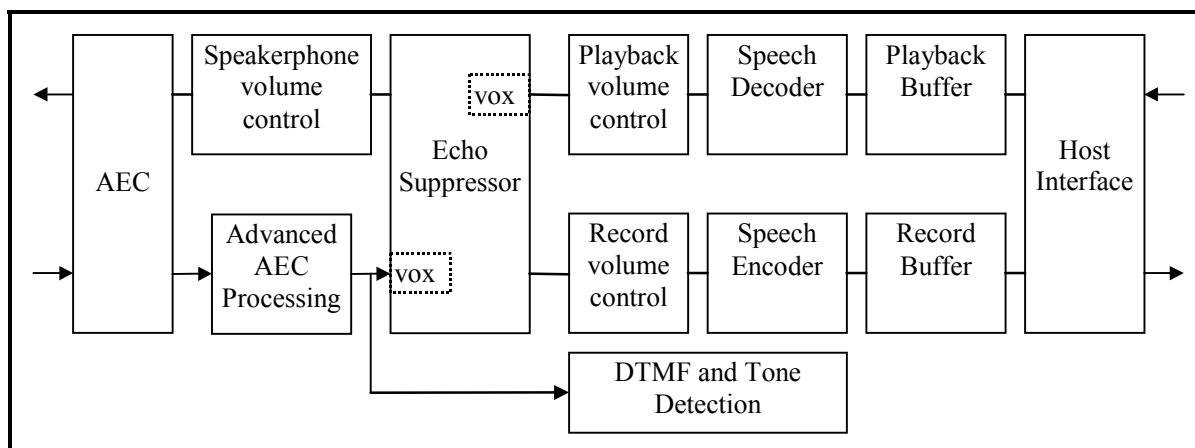 AEC
Speakerphone
volume
control
vox
Echo
Suppressor
vox
Playback
volume
control
Speech
Decoder
Playback
Buffer
Host
Interface
Advanced
AEC
Processing
Record
volume
control
Speech
Encoder
Record
Buffer
DTMF and Tone
Detection